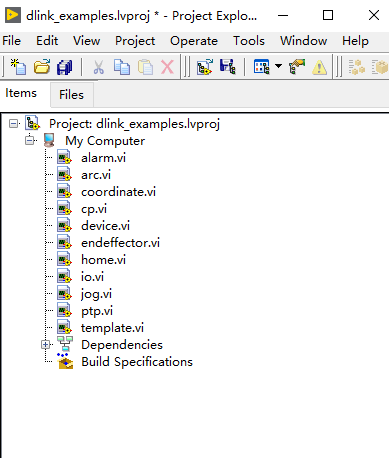 dlink_examples.lvproj * - Project Explo...
File Edit View Project Operate Tools Window Help
Items Files
Project: dlink_examples.lvproj
My Computer
alarm.vi
arc.vi
coordinate.vi
cp.vi
device.vi
endeffector.vi
home.vi
io.vi
jog.vi
ptp.vi
template.vi
Dependencies
Build Specifications